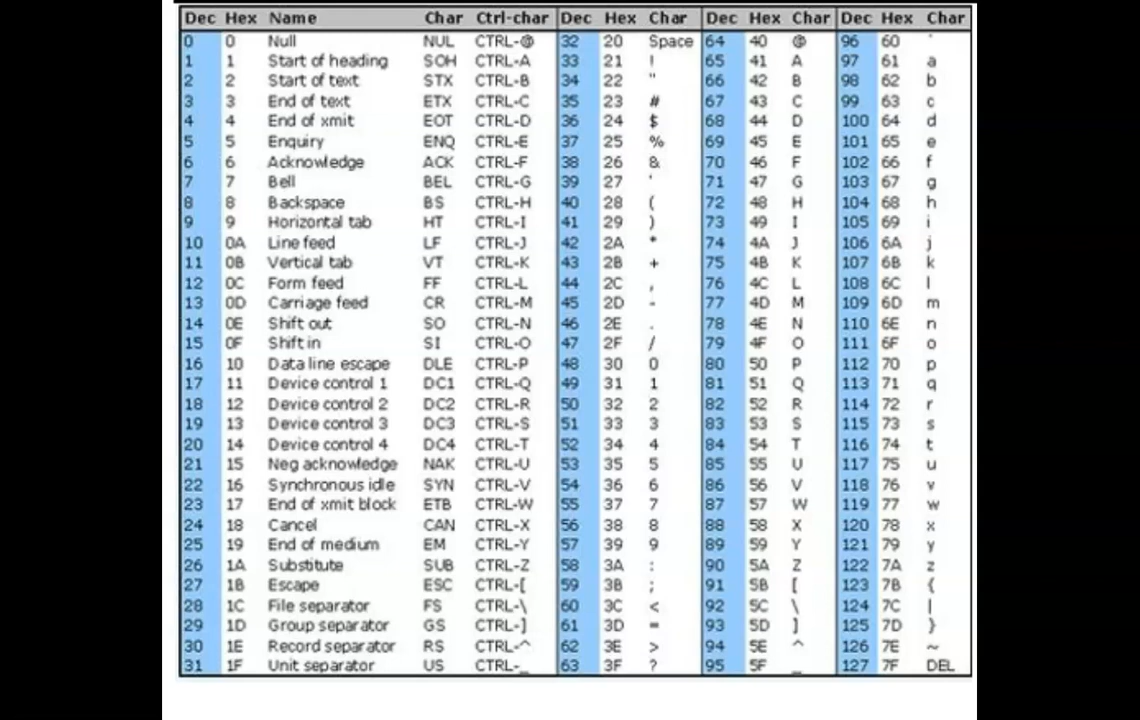 Dec Hex Name Char Ctrl-char Dec Hex Char Dec Hex Char Dec Hex Char
0 0 Null NUL CTRL-@ 32 20 Space 64 40 @ 96 60 `
1 1 Start of heading SOH CTRL-A 33 21 ! 65 41 A 97 61 a
2 2 Start of text STX CTRL-B 34 22 " 66 42 B 98 62 b
3 3 End of text ETX CTRL-C 35 23 # 67 43 C 99 63 c
4 4 End of xmit EOT CTRL-D 36 24 $ 68 44 D 100 64 d
5 5 Enquiry ENQ CTRL-E 37 25 % 69 45 E 101 65 e
6 6 Acknowledge ACK CTRL-F 38 26 & 70 46 F 102 66 f
7 7 Bell BEL CTRL-G 39 27 ' 71 47 G 103 67 g
8 8 Backspace BS CTRL-H 40 28 ( 72 48 H 104 68 h
9 9 Horizontal tab HT CTRL-I 41 29 ) 73 49 I 105 69 i
10 0A Line feed LF CTRL-J 42 2A * 74 4A J 106 6A j
11 0B Vertical tab VT CTRL-K 43 2B + 75 4B K 107 6B k
12 0C Form feed FF CTRL-L 44 2C , 76 4C L 108 6C l
13 0D Carriage feed CR CTRL-M 45 2D - 77 4D M 109 6D m
14 0E Shift out SO CTRL-N 46 2E . 78 4E N 110 6E n
15 0F Shift in SI CTRL-O 47 2F / 79 4F O 111 6F o
16 10 Data line escape DLE CTRL-P 48 30 0 80 50 P 112 70 p
17 11 Device control 1 DC1 CTRL-Q 49 31 1 81 51 Q 113 71 q
18 12 Device control 2 DC2 CTRL-R 50 32 2 82 52 R 114 72 r
19 13 Device control 3 DC3 CTRL-S 51 33 3 83 53 S 115 73 s
20 14 Device control 4 DC4 CTRL-T 52 34 4 84 54 T 116 74 t
21 15 Neg acknowledge NAK CTRL-U 53 35 5 85 55 U 117 75 u
22 16 Synchronous idle SYN CTRL-V 54 36 6 86 56 V 118 76 v
23 17 End of xmit block ETB CTRL-W 55 37 7 87 57 W 119 77 w
24 18 Cancel CAN CTRL-X 56 38 8 88 58 X 120 78 x
25 19 End of medium EM CTRL-Y 57 39 9 89 59 Y 121 79 y
26 1A Substitute SUB CTRL-Z 58 3A : 90 5A Z 122 7A z
27 1B Escape ESC CTRL-[ 59 3B ; 91 5B [ 123 7B {
28 1C File separator FS CTRL-\ 60 3C < 92 5C \ 124 7C |
29 1D Group separator GS CTRL-] 61 3D = 93 5D ] 125 7D }
30 1E Record separator RS CTRL-^ 62 3E > 94 5E ^ 126 7E ~
31 1F Unit separator US CTRL-_ 63 3F ? 95 5F _ 127 7F DEL